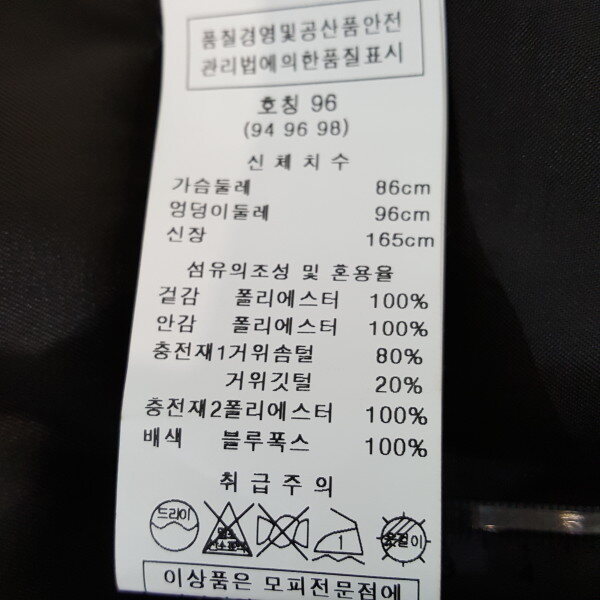 품질경영및공산품안전
관리법에의한품질표시
호칭 96
(94 96 98)
신체치수
가슴둘레 86cm
엉덩이둘레 96cm
신장 165cm
섬유의조성 및 혼용율
겉감 폴리에스터 100%
안감 폴리에스터 100%
충전재1거위솜털 80%
거위깃털 20%
충전재2폴리에스터 100%
배색 블루폭스 100%
취급주의
드라이
1
옷걸이
이상품은 모피전문점에